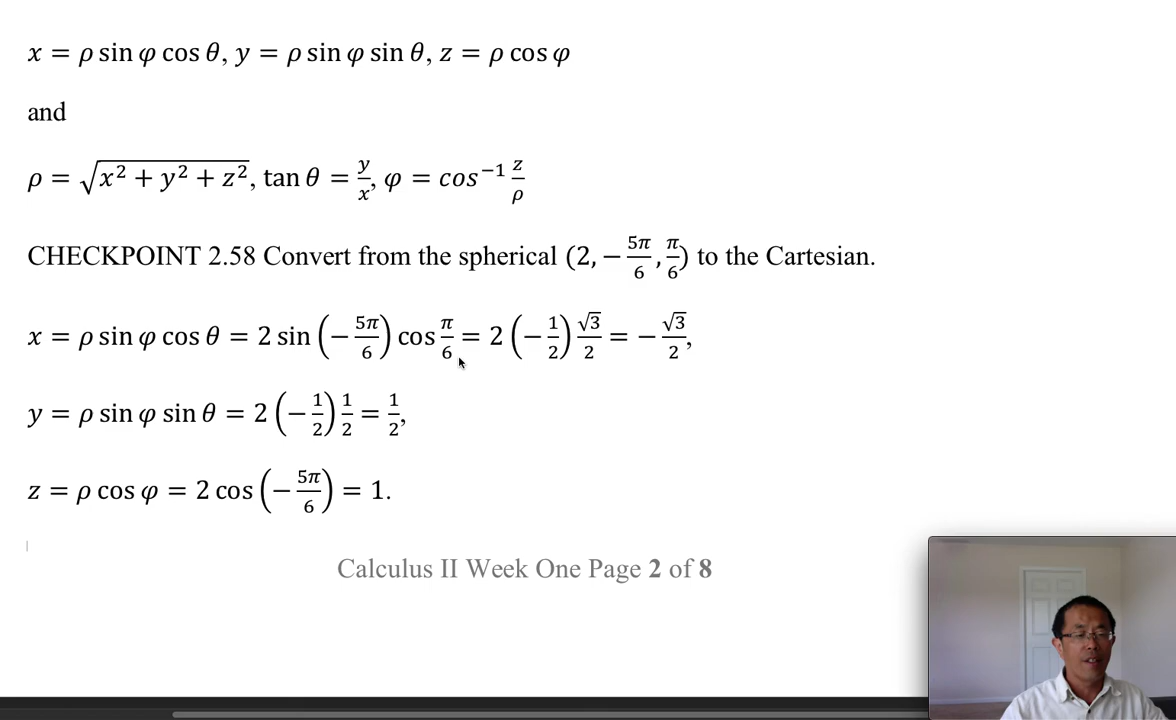 x = ρ sin φ cos θ, y = ρ sin φ sin θ, z = ρ cos φ
and
ρ = √(x² + y² + z²), tan θ = y/x, φ = cos⁻¹ z/ρ
CHECKPOINT 2.58 Convert from the spherical (2, −5π/6, π/6) to the Cartesian.
x = ρ sin φ cos θ = 2 sin (−5π/6) cos π/6 = 2 (−1/2) √3/2 = −√3/2,
y = ρ sin φ sin θ = 2 (−1/2) 1/2 = 1/2,
z = ρ cos φ = 2 cos (−5π/6) = 1.
Calculus II Week One Page 2 of 8